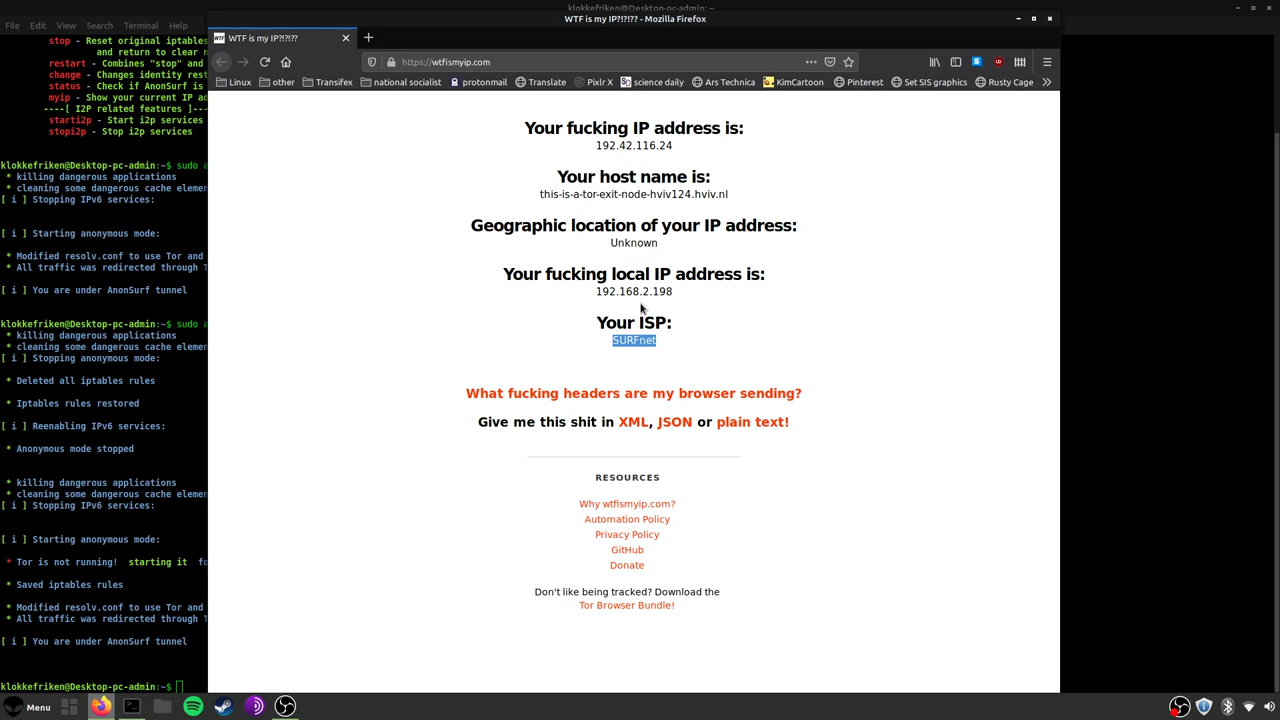 klokkefriken@Desktop-pc-admin: ~
File Edit View Search Terminal Help
stop - Reset original iptables
and return to clear
restart - Combines "stop" and
change - Changes identity rest
status - Check if AnonSurf is
myip - Show your current IP ad
----[ I2P related features ]---
starti2p - Start i2p services
stopi2p - Stop i2p services
klokkefriken@Desktop-pc-admin:~$ sudo a
* killing dangerous applications
* cleaning some dangerous cache elemen
[ i ] Stopping IPv6 services:
[ i ] Starting anonymous mode:
* Modified resolv.conf to use Tor and
* All traffic was redirected through T
[ i ] You are under AnonSurf tunnel
klokkefriken@Desktop-pc-admin:~$ sudo a
* killing dangerous applications
* cleaning some dangerous cache elemen
[ i ] Stopping anonymous mode:
* Deleted all iptables rules
* Iptables rules restored
[ i ] Reenabling IPv6 services:
* Anonymous mode stopped
* killing dangerous applications
* cleaning some dangerous cache elemen
[ i ] Stopping IPv6 services:
[ i ] Starting anonymous mode:
* Tor is not running! starting it fo
* Saved iptables rules
* Modified resolv.conf to use Tor and
* All traffic was redirected through T
[ i ] You are under AnonSurf tunnel
klokkefriken@Desktop-pc-admin:~$
WTF is my IP?!?!?? - Mozilla Firefox
WTF WTF is my IP?!?!??
https://wtfismyip.com
Linux other Transifex national socialist protonmail Translate Pixlr X science daily Ars Technica KimCartoon Pinterest Set SIS graphics Rusty Cage
Your fucking IP address is:
192.42.116.24
Your host name is:
this-is-a-tor-exit-node-hviv124.hviv.nl
Geographic location of your IP address:
Unknown
Your fucking local IP address is:
192.168.2.198
Your ISP:
SURFnet
What fucking headers are my browser sending?
Give me this shit in XML, JSON or plain text!
RESOURCES
Why wtfismyip.com?
Automation Policy
Privacy Policy
GitHub
Donate
Don't like being tracked? Download the
Tor Browser Bundle!
Menu